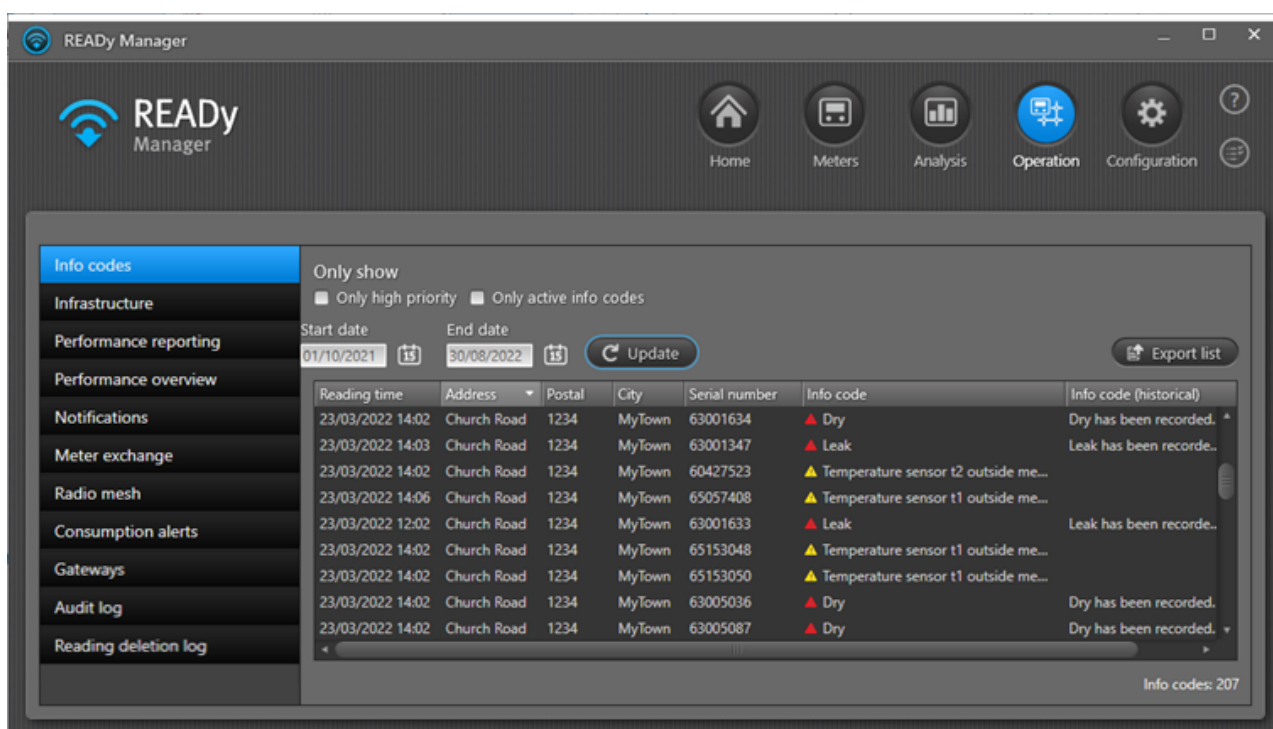 READy Manager
READy
Manager
Home Meters Analysis Operation Configuration
Info codes
Infrastructure
Performance reporting
Performance overview
Notifications
Meter exchange
Radio mesh
Consumption alerts
Gateways
Audit log
Reading deletion log
Only show
Only high priority Only active info codes
Start date End date
01/10/2021 15 30/08/2022 15 Update Export list
Reading time Address Postal City Serial number Info code Info code (historical)
23/03/2022 14:02 Church Road 1234 MyTown 63001634 Dry Dry has been recorded.
23/03/2022 14:03 Church Road 1234 MyTown 63001347 Leak Leak has been recorde..
23/03/2022 14:02 Church Road 1234 MyTown 60427523 Temperature sensor t2 outside me...
23/03/2022 14:06 Church Road 1234 MyTown 65057408 Temperature sensor t1 outside me...
23/03/2022 12:02 Church Road 1234 MyTown 63001633 Leak Leak has been recorde..
23/03/2022 14:02 Church Road 1234 MyTown 65153048 Temperature sensor t1 outside me...
23/03/2022 14:02 Church Road 1234 MyTown 65153050 Temperature sensor t1 outside me...
23/03/2022 14:02 Church Road 1234 MyTown 63005036 Dry Dry has been recorded.
23/03/2022 14:02 Church Road 1234 MyTown 63005087 Dry Dry has been recorded.
Info codes: 207